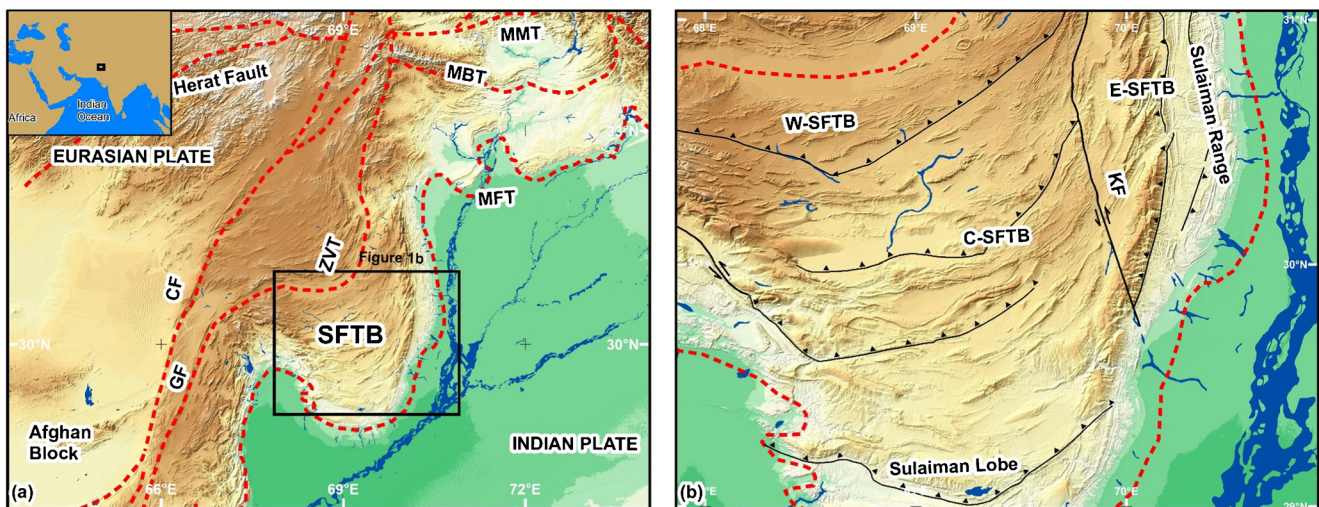 69°E
MMT
Herat Fault
MBT
Africa
Indian
Ocean
EURASIAN PLATE
MFT
ZVT
Figure 1b
CF
SFTB
30°N
30°N
GF
Afghan
Block
INDIAN PLATE
(a)
66°E
69°E
72°E
68°E
69°E
70°E
31°N
E-SFTB
Sulaiman Range
W-SFTB
KF
C-SFTB
30°N
Sulaiman Lobe
(b)
70°E
29°N